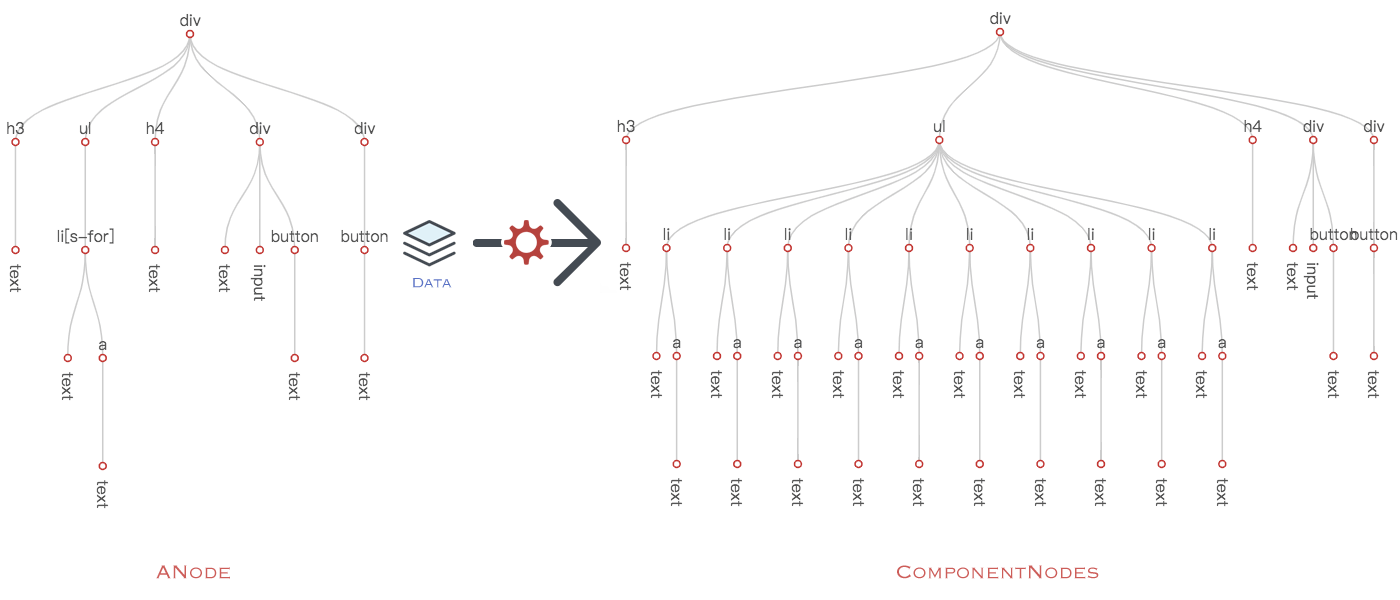 div
h3 ul h4 div div
li[s-for] button button
text text text input
a
text text text
text
ANode
Data
div
h3 ul h4 div div
li li li li li li li li li li button button
text text input
a a a a a a a a a a
text text text text text text text text text text text text
text text text text text text text text text text
ComponentNodes